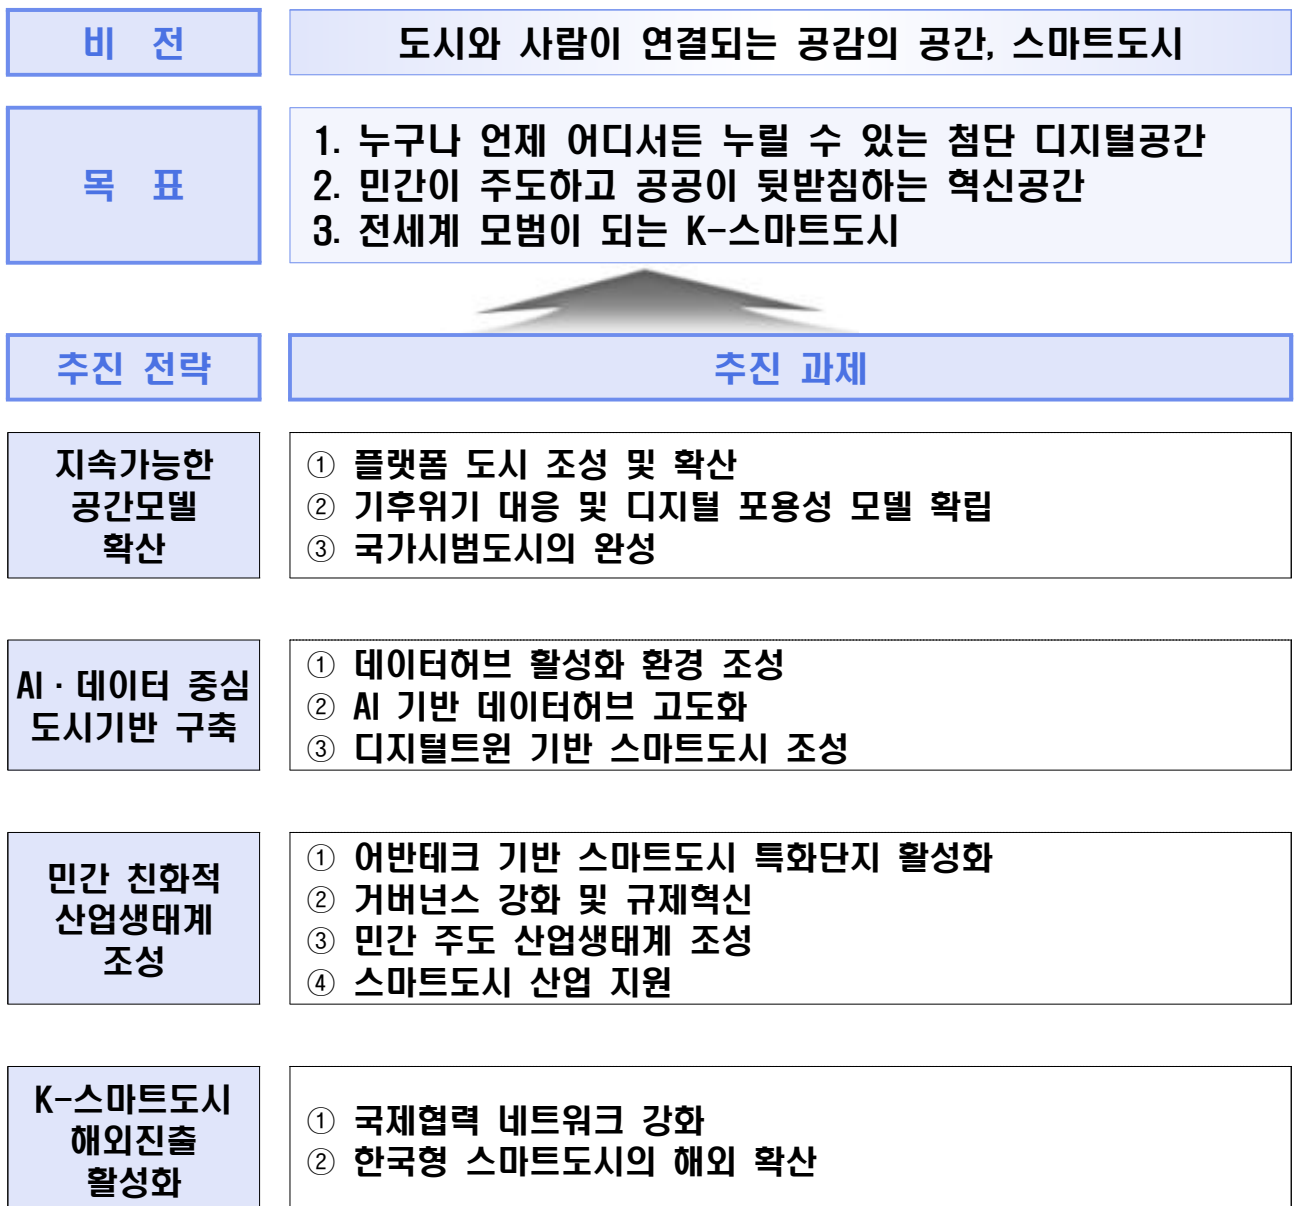 비 전
도시와 사람이 연결되는 공감의 공간, 스마트도시
목 표
1. 누구나 언제 어디서든 누릴 수 있는 첨단 디지털공간
2. 민간이 주도하고 공공이 뒷받침하는 혁신공간
3. 전세계 모범이 되는 K-스마트도시
추진 전략
추진 과제
지속가능한
공간모델
확산
① 플랫폼 도시 조성 및 확산
② 기후위기 대응 및 디지털 포용성 모델 확립
③ 국가시범도시의 완성
AI·데이터 중심
도시기반 구축
① 데이터허브 활성화 환경 조성
② AI 기반 데이터허브 고도화
③ 디지털트윈 기반 스마트도시 조성
민간 친화적
산업생태계
조성
① 어반테크 기반 스마트도시 특화단지 활성화
② 거버넌스 강화 및 규제혁신
③ 민간 주도 산업생태계 조성
④ 스마트도시 산업 지원
K-스마트도시
해외진출
활성화
① 국제협력 네트워크 강화
② 한국형 스마트도시의 해외 확산